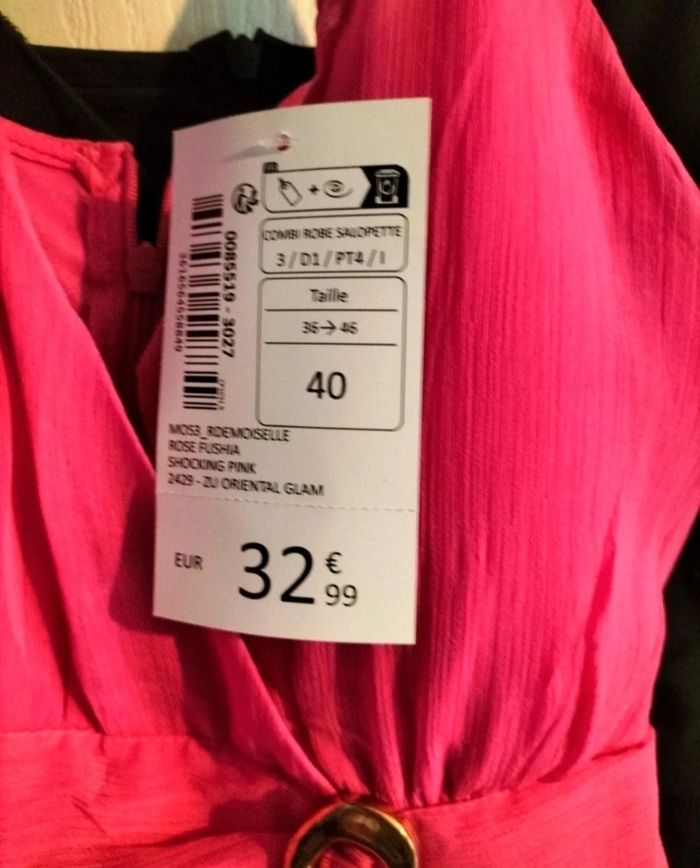 +
COMBI ROBE SALOPETTE
3 / D1 / PT4 / I
Taille
36→46
40
0085519 - 3027
3616564558849
MOS3_RDEMOISELLE
ROSE FUSHIA
SHOCKING PINK
2429 - ZU ORIENTAL GLAM
EUR 32 €99